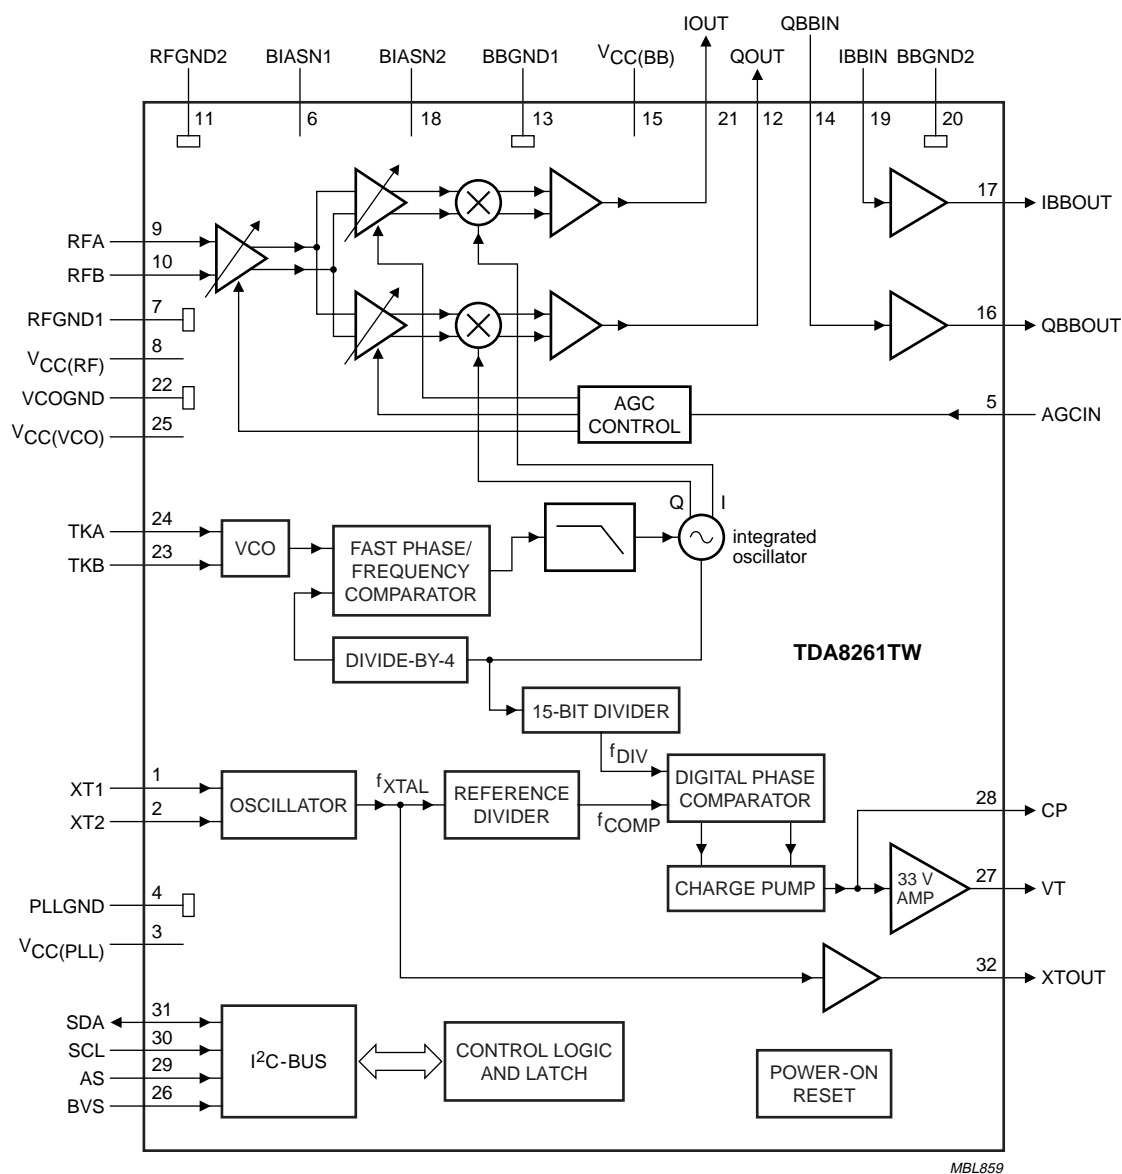 IOUT QBBIN
RFGND2 BIASN1 BIASN2 BBGND1 VCC(BB) QOUT IBBIN BBGND2
11 6 18 13 15 21 12 14 19 20
17 IBBOUT
RFA 9
RFB 10
RFGND1 7
16 QBBOUT
VCC(RF) 8
VCOGND 22
VCC(VCO) 25
AGC
CONTROL
5 AGCIN
Q I
TKA 24
TKB 23
VCO
FAST PHASE/
FREQUENCY
COMPARATOR
integrated
oscillator
DIVIDE-BY-4
TDA8261TW
15-BIT DIVIDER
fDIV
XT1 1
XT2 2
OSCILLATOR
fXTAL
REFERENCE
DIVIDER
fCOMP
DIGITAL PHASE
COMPARATOR
28 CP
CHARGE PUMP
33 V
AMP
27 VT
PLLGND 4
VCC(PLL) 3
32 XTOUT
SDA 31
SCL 30
AS 29
BVS 26
I2C-BUS
CONTROL LOGIC
AND LATCH
POWER-ON
RESET
MBL859